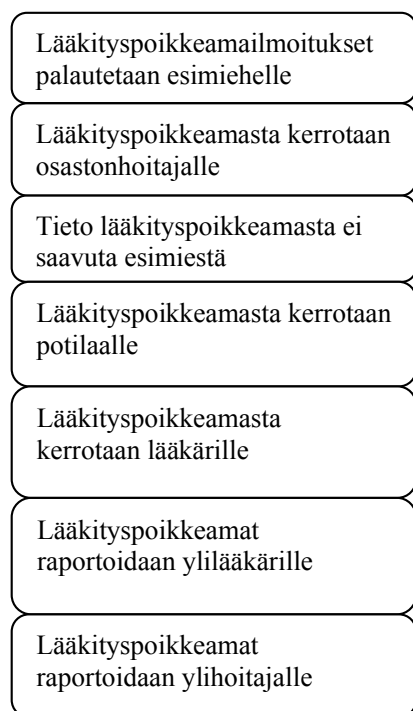 Lääkityspoikkeamailmoitukset
palautetaan esimiehelle
Lääkityspoikkeamasta kerrotaan
osastonhoitajalle
Tieto lääkityspoikkeamasta ei
saavuta esimiestä
Lääkityspoikkeamasta kerrotaan
potilaalle
Lääkityspoikkeamasta
kerrotaan lääkärille
Lääkityspoikkeamat
raportoidaan ylilääkärille
Lääkityspoikkeamat
raportoidaan ylihoitajalle